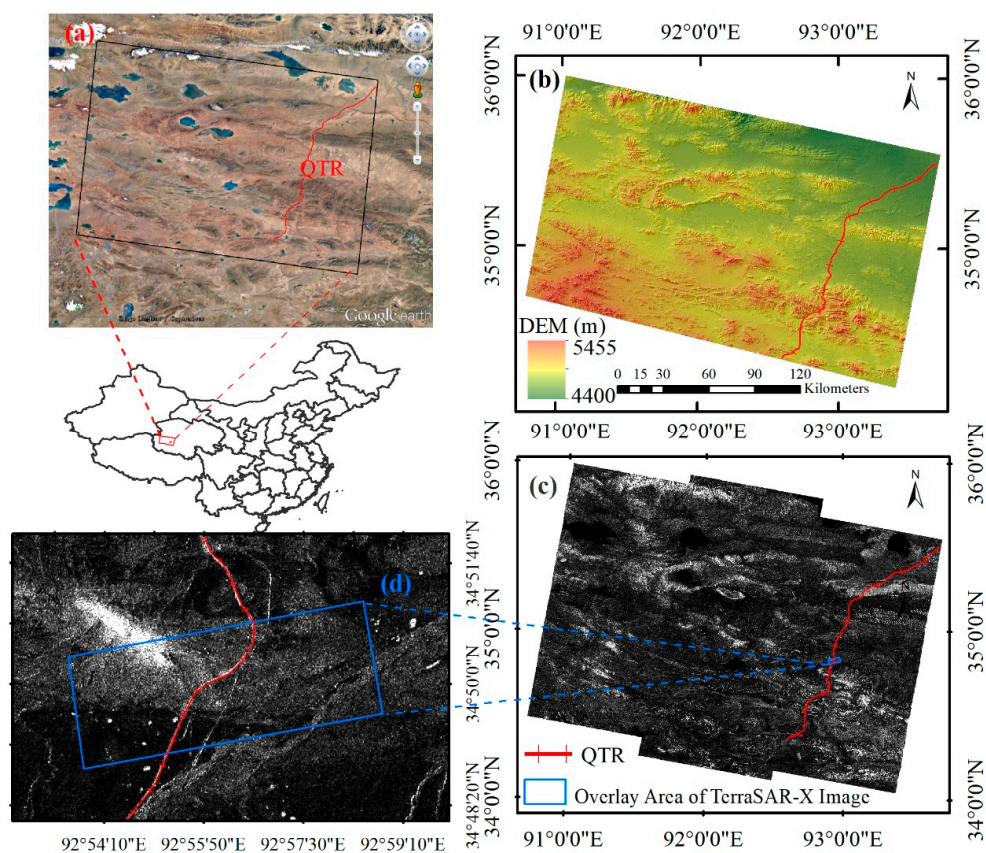 (a)
QTR
Google earth
91°0'0"E 92°0'0"E 93°0'0"E
(b)
N
36°0'0"N
35°0'0"N
36°0'0"N
35°0'0"N
DEM (m)
5455
4400
0 15 30 60 90 120
Kilometers
91°0'0"E 92°0'0"E 93°0'0"E
(c)
N
36°0'0"N
35°0'0"N
34°0'0"N
36°0'0"N
35°0'0"N
34°0'0"N
QTR
Overlay Area of TerraSAR-X Image
91°0'0"E 92°0'0"E 93°0'0"E
(d)
34°51'40"N
34°50'0"N
34°48'20"N
92°54'10"E 92°55'50"E 92°57'30"E 92°59'10"E